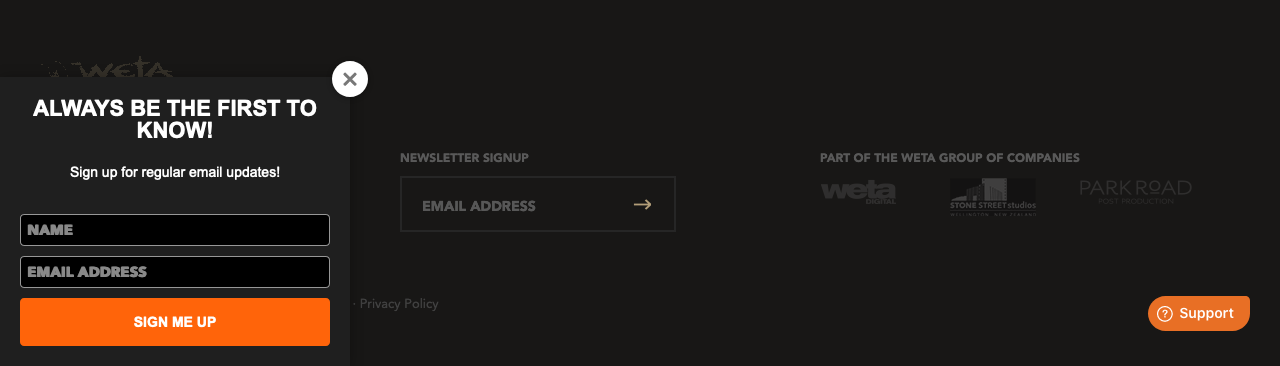 WETA
ALWAYS BE THE FIRST TO
KNOW!
Sign up for regular email updates!
NAME
EMAIL ADDRESS
SIGN ME UP
NEWSLETTER SIGNUP
EMAIL ADDRESS
· Privacy Policy
PART OF THE WETA GROUP OF COMPANIES
weta
DIGITAL
STONE STREET studios
WELLINGTON NEW ZEALAND
PARK ROAD
POST PRODUCTION
Support